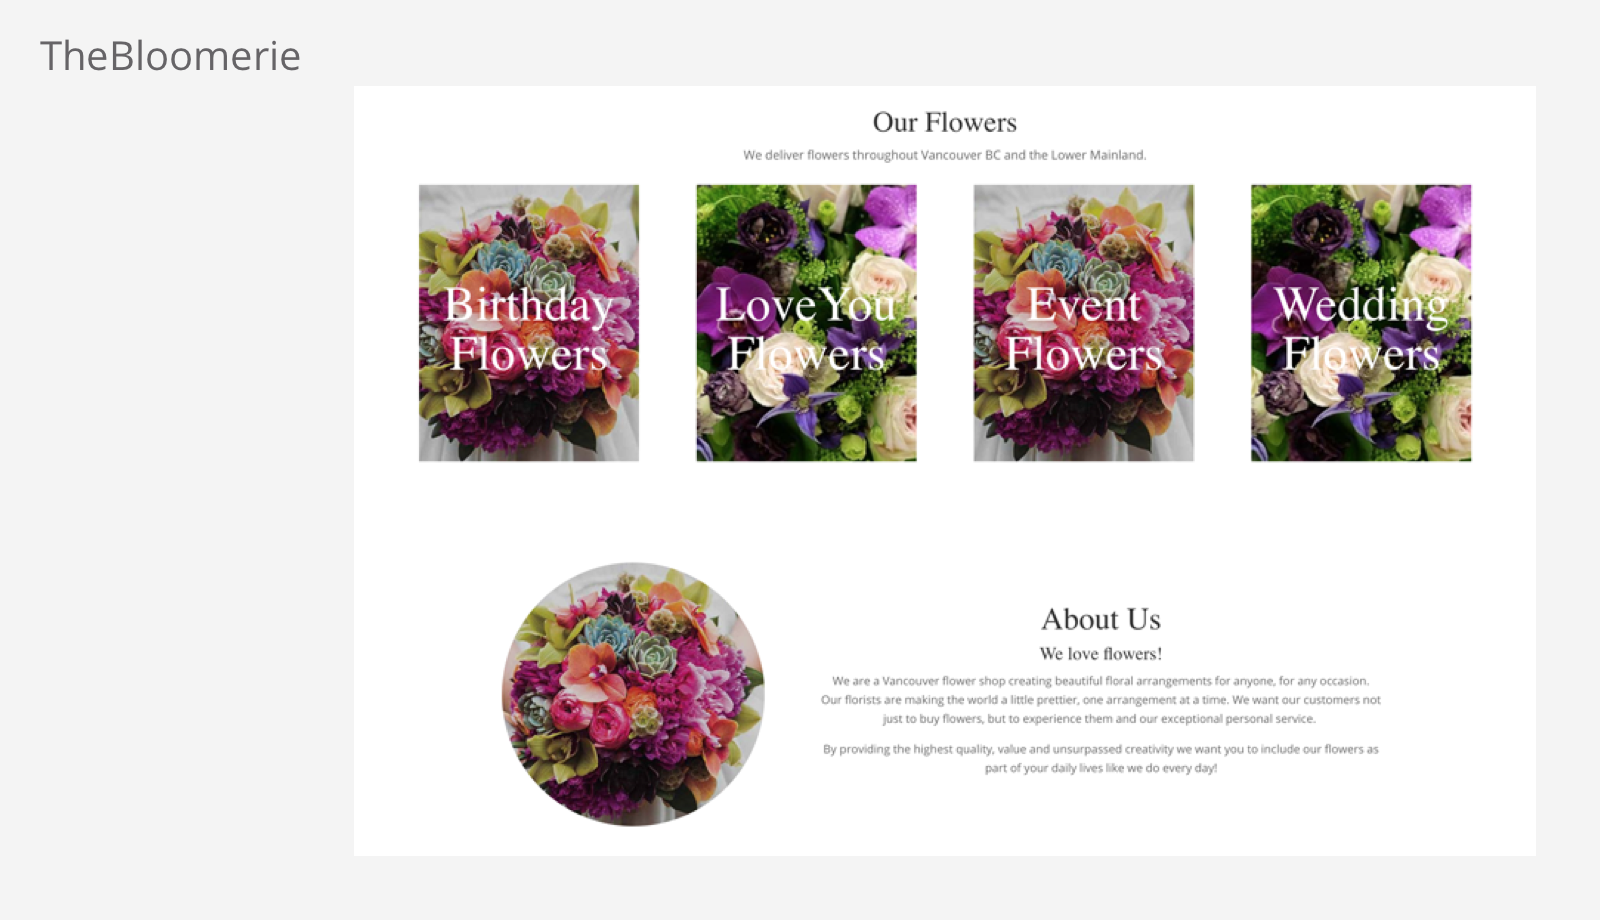 TheBloomerie
Our Flowers
We deliver flowers throughout Vancouver BC and the Lower Mainland.
Birthday
Flowers
LoveYou
Flowers
Event
Flowers
Wedding
Flowers
About Us
We love flowers!
We are a Vancouver flower shop creating beautiful floral arrangements for anyone, for any occasion.
Our florists are making the world a little prettier, one arrangement at a time. We want our customers not
just to buy flowers, but to experience them and our exceptional personal service.
By providing the highest quality, value and unsurpassed creativity we want you to include our flowers as
part of your daily lives like we do every day!